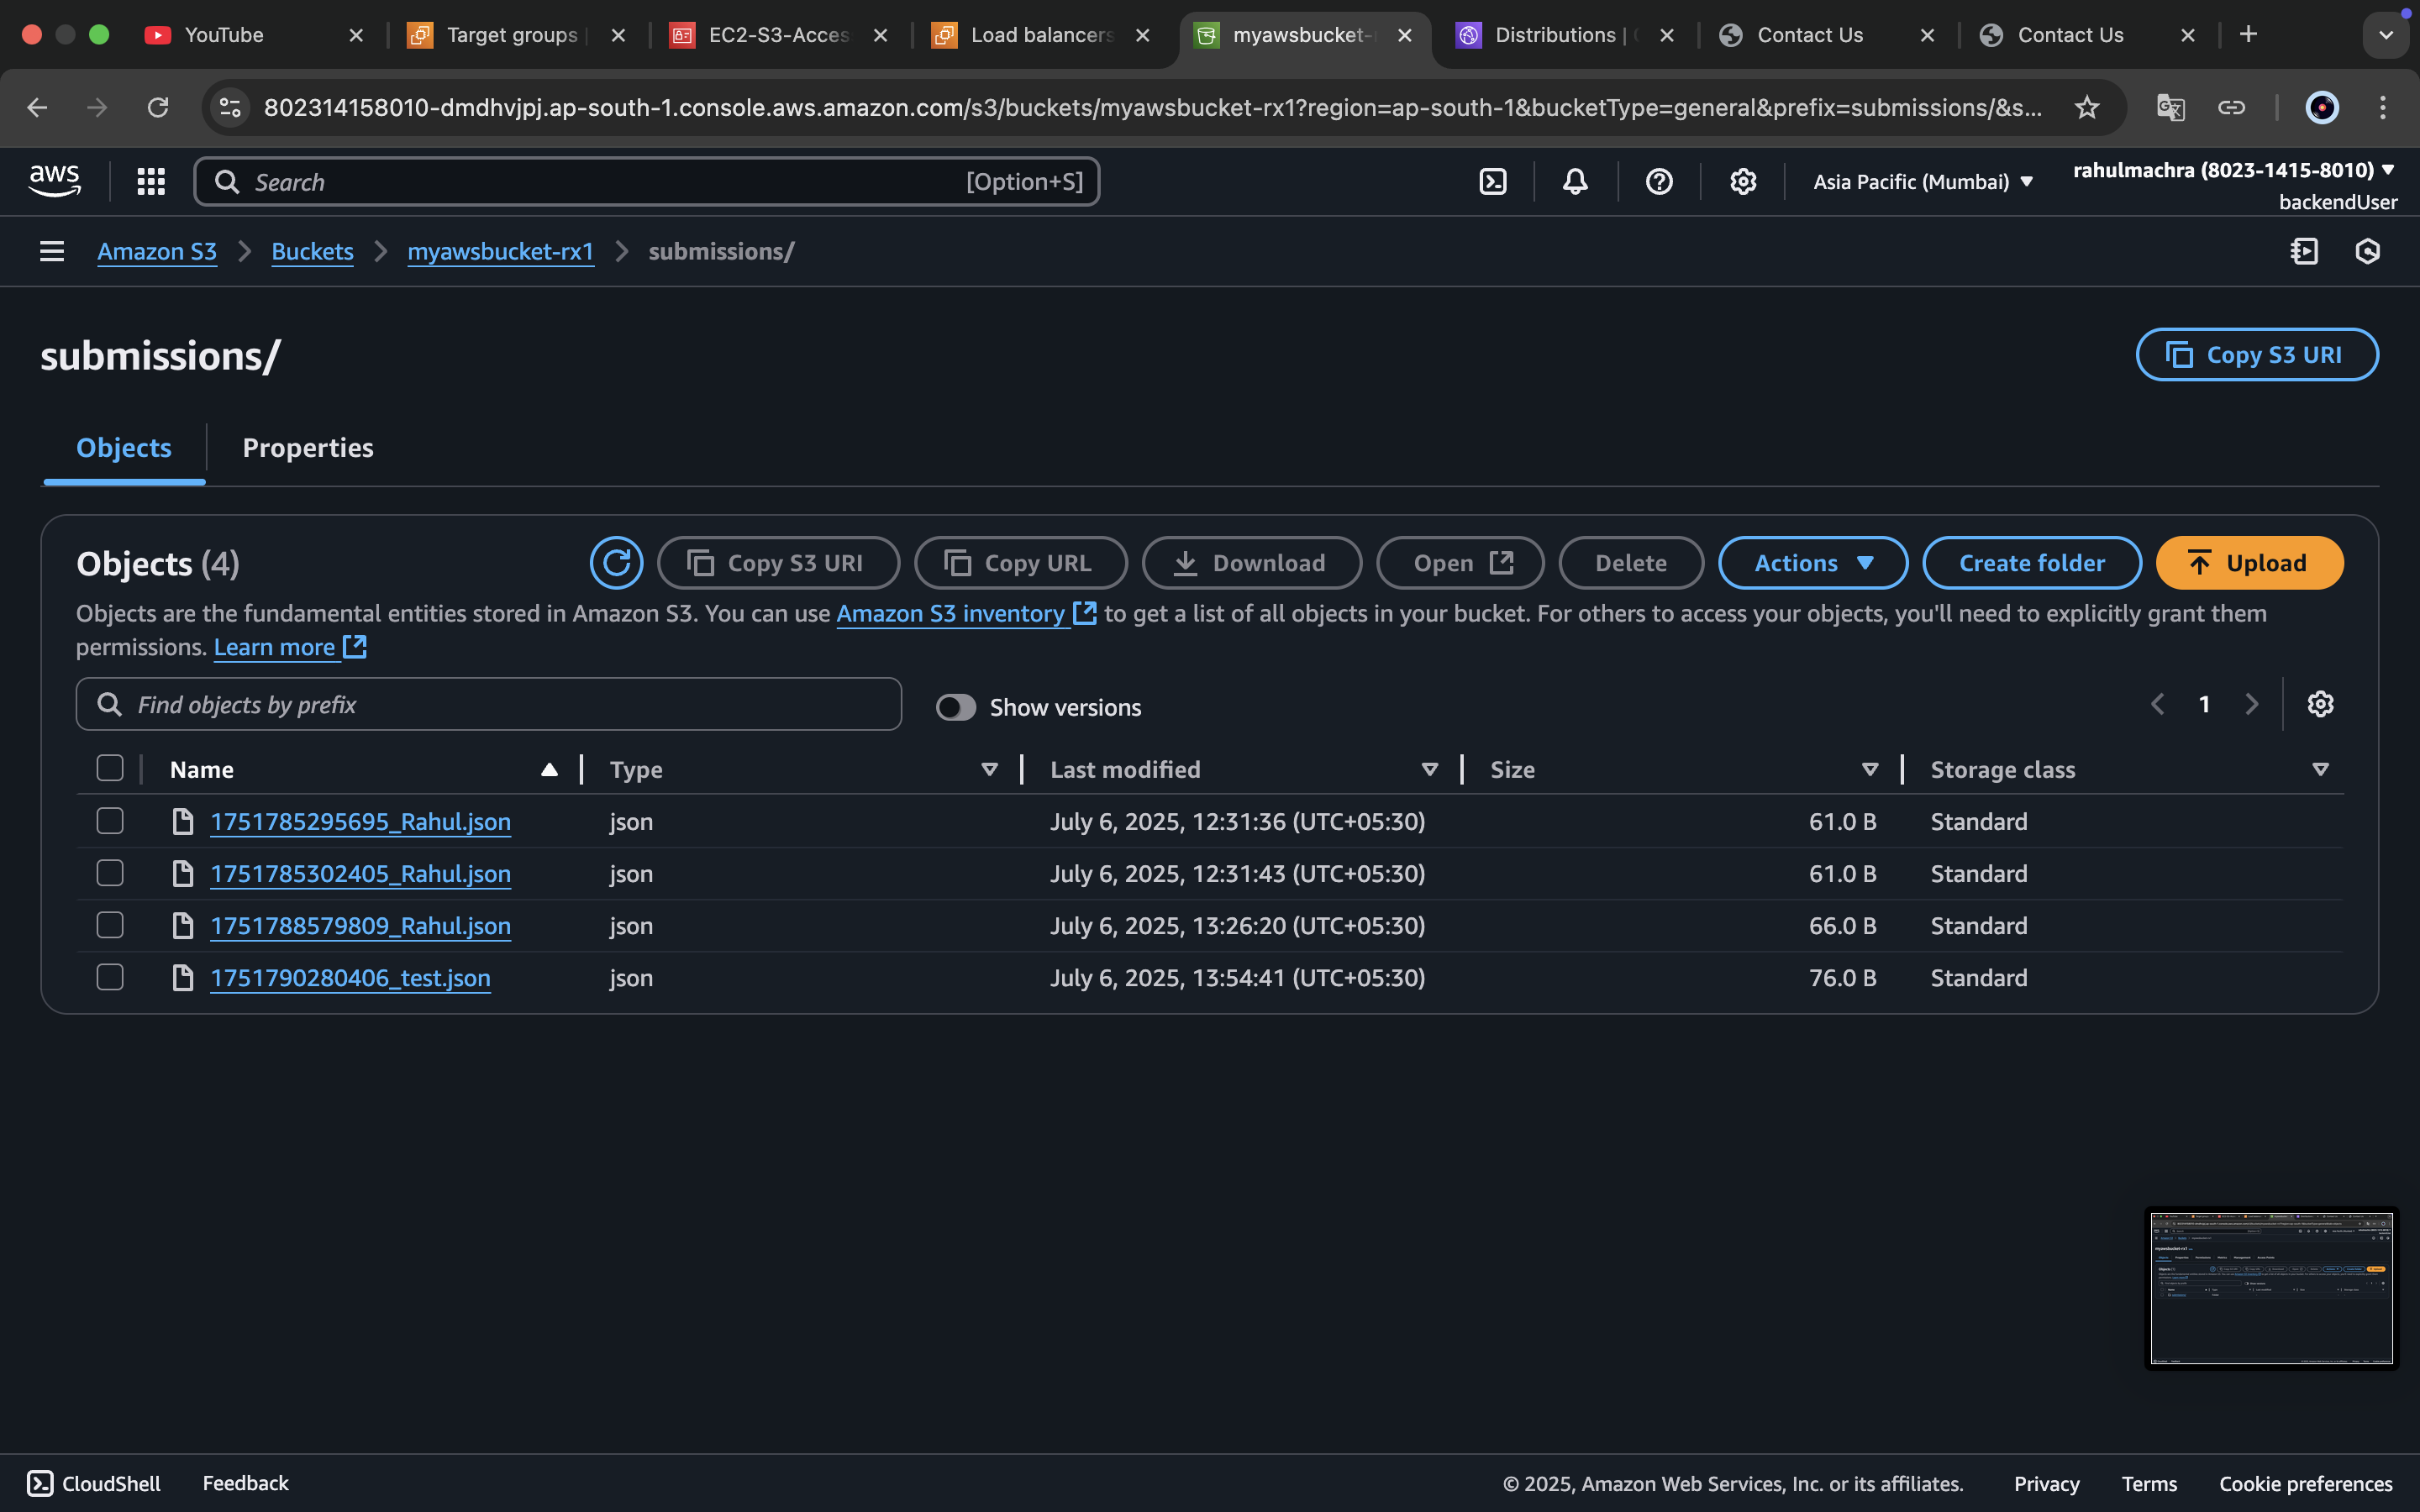 YouTube
Target groups
EC2-S3-Acces
Load balancers
myawsbucket-
Distributions |
Contact Us
Contact Us
802314158010-dmdhvjpj.ap-south-1.console.aws.amazon.com/s3/buckets/myawsbucket-rx1?region=ap-south-1&bucketType=general&prefix=submissions/&s...
aws
Search
[Option+S]
Asia Pacific (Mumbai)
rahulmachra (8023-1415-8010)
backendUser
Amazon S3
Buckets
myawsbucket-rx1
submissions/
submissions/
Copy S3 URI
Objects
Properties
Objects (4)
Copy S3 URI
Copy URL
Download
Open
Delete
Actions
Create folder
Upload
Objects are the fundamental entities stored in Amazon S3. You can use Amazon S3 inventory to get a list of all objects in your bucket. For others to access your objects, you'll need to explicitly grant them
permissions. Learn more
Find objects by prefix
Show versions
1
Name Type Last modified Size Storage class
1751785295695_Rahul.json json July 6, 2025, 12:31:36 (UTC+05:30) 61.0 B Standard
1751785302405_Rahul.json json July 6, 2025, 12:31:43 (UTC+05:30) 61.0 B Standard
1751788579809_Rahul.json json July 6, 2025, 13:26:20 (UTC+05:30) 66.0 B Standard
1751790280406_test.json json July 6, 2025, 13:54:41 (UTC+05:30) 76.0 B Standard
CloudShell
Feedback
© 2025, Amazon Web Services, Inc. or its affiliates.
Privacy
Terms
Cookie preferences